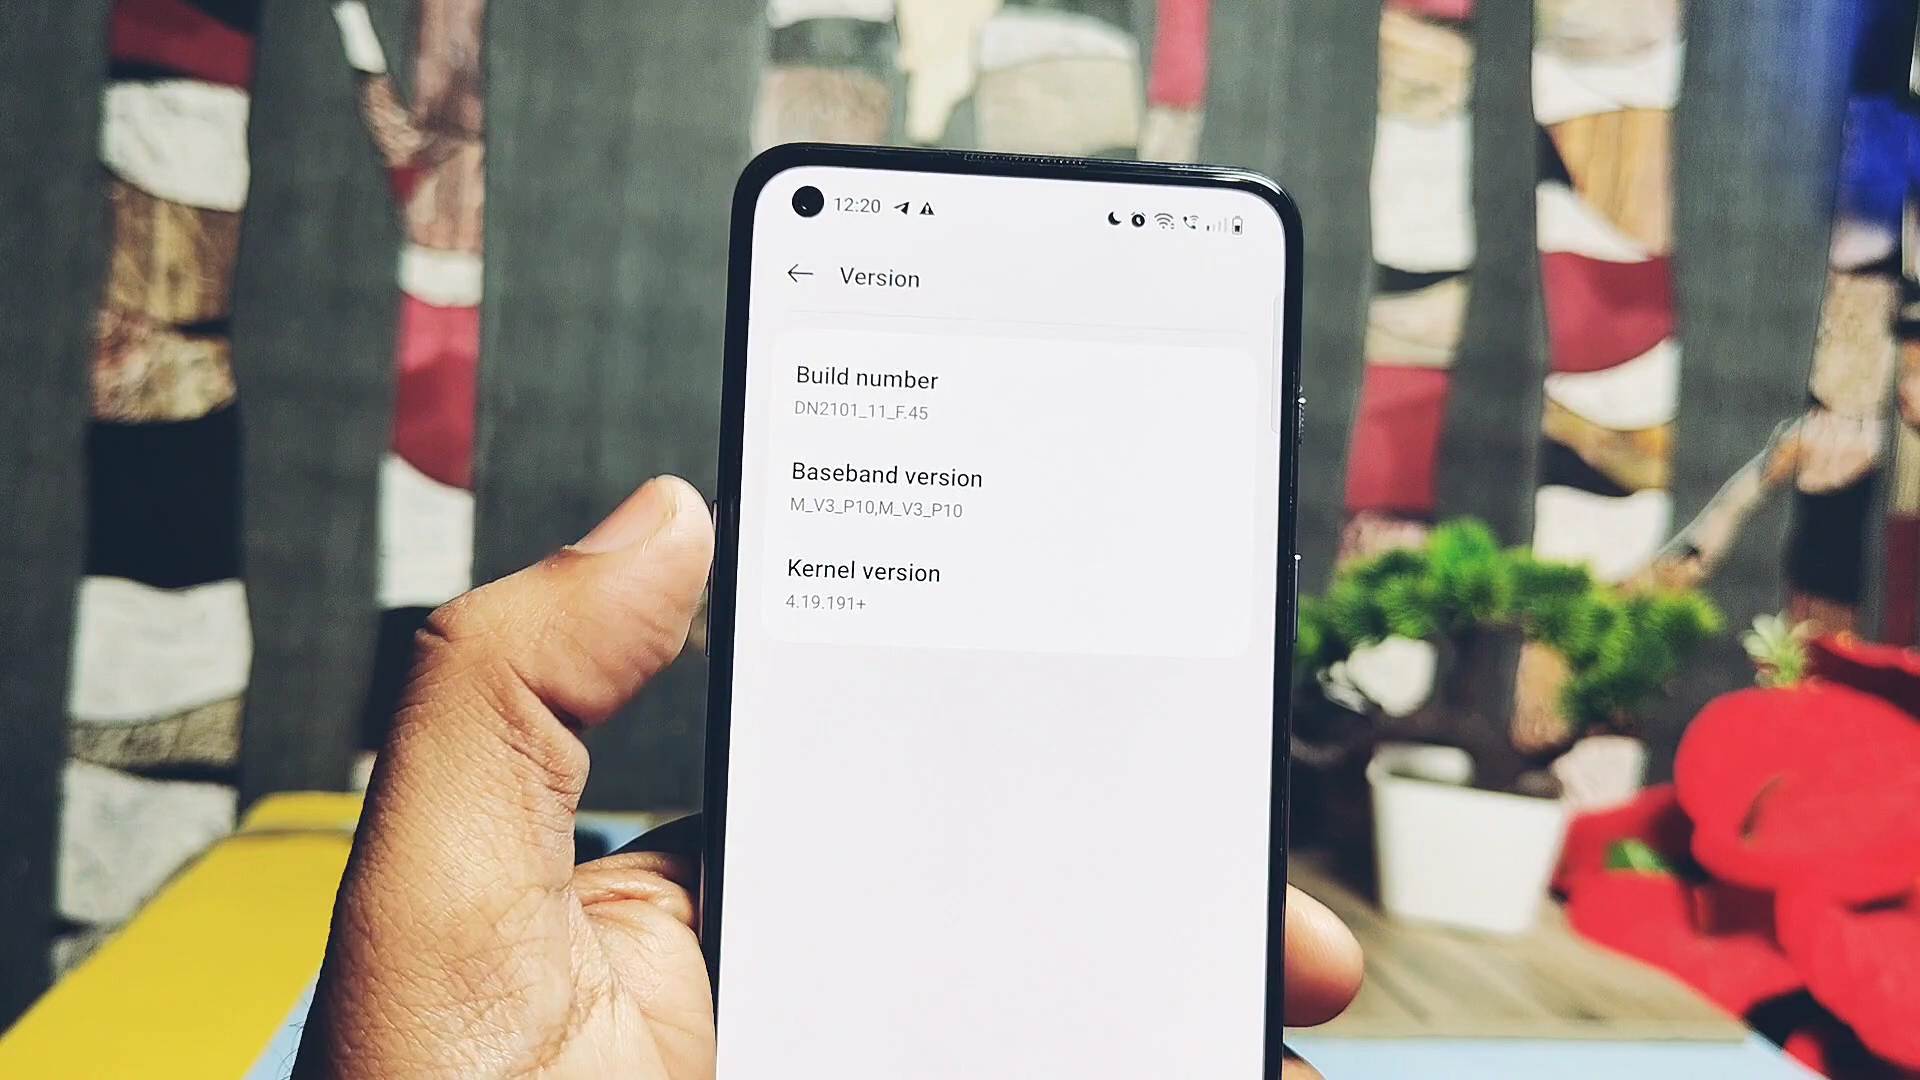 12:20
Version
Build number
DN2101_11_F.45
Baseband version
M_V3_P10,M_V3_P10
Kernel version
4.19.191+